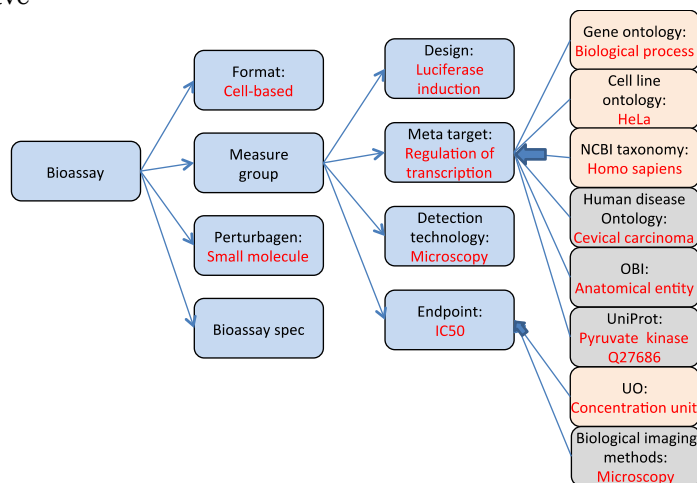 Bioassay
Format:
Cell-based
Measure
group
Perturbagen:
Small molecule
Bioassay spec
Design:
Luciferase
induction
Meta target:
Regulation of
transcription
Detection
technology:
Microscopy
Endpoint:
IC50
Gene ontology:
Biological process
Cell line
ontology:
HeLa
NCBI taxonomy:
Homo sapiens
Human disease
Ontology:
Cevical carcinoma
OBI:
Anatomical entity
UniProt:
Pyruvate kinase
Q27686
UO:
Concentration unit
Biological imaging
methods:
Microscopy